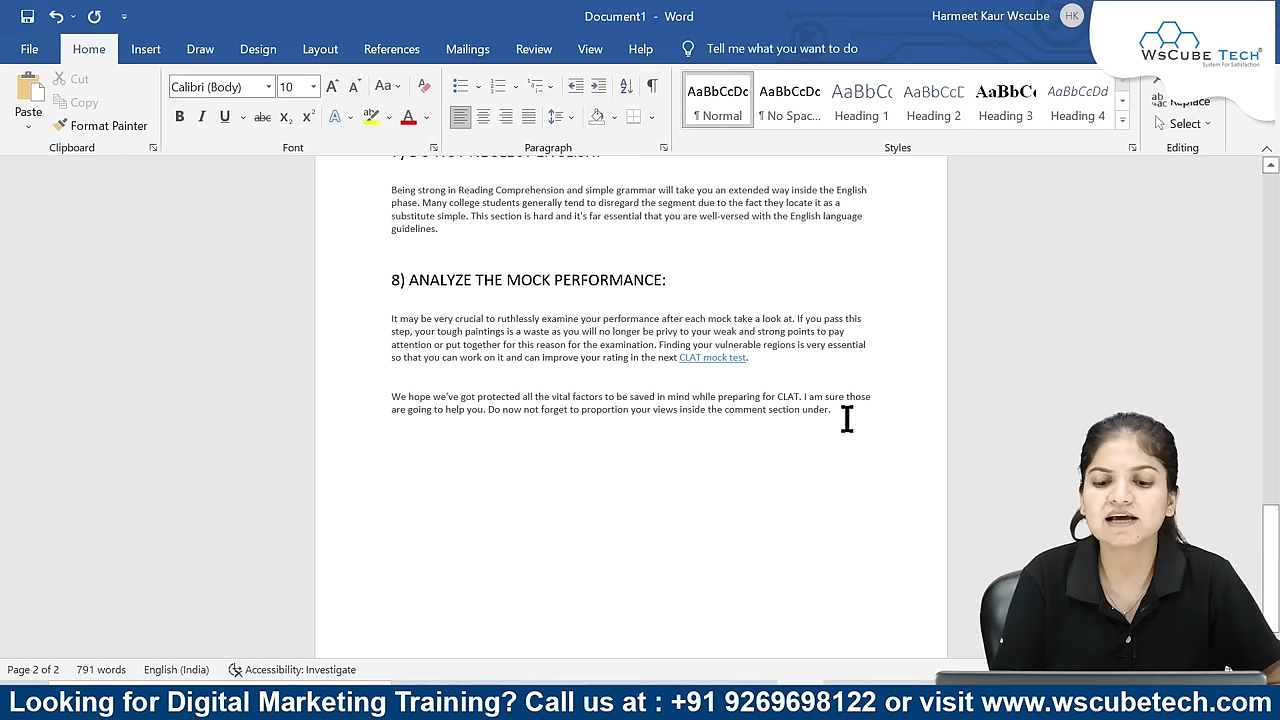 Document1 - Word
Harmeet Kaur Wscube
HK
WsCube Tech
System For Satisfaction
File
Home
Insert
Draw
Design
Layout
References
Mailings
Review
View
Help
Tell me what you want to do
Paste
Cut
Copy
Format Painter
Clipboard
Calibri (Body)
10
Font
Paragraph
AaBbCcDc
¶ Normal
AaBbCcDc
¶ No Spac...
AaBbCc
Heading 1
AaBbCcD
Heading 2
AaBbCc
Heading 3
AaBbCcDd
Heading 4
Styles
Replace
Select
Editing
Being strong in Reading Comprehension and simple grammar will take you an extended way inside the English
phase. Many college students generally tend to disregard the segment due to the fact they locate it as a
substitute simple. This section is hard and it's far essential that you are well-versed with the English language
guidelines.
8) ANALYZE THE MOCK PERFORMANCE:
It may be very crucial to ruthlessly examine your performance after each mock take a look at. If you pass this
step, your tough paintings is a waste as you will no longer be privy to your weak and strong points to pay
attention or put together for this reason for the examination. Finding your vulnerable regions is very essential
so that you can work on it and can improve your rating in the next CLAT mock test.
We hope we've got protected all the vital factors to be saved in mind while preparing for CLAT. I am sure those
are going to help you. Do now not forget to proportion your views inside the comment section under.
Page 2 of 2
791 words
English (India)
Accessibility: Investigate
Looking for Digital Marketing Training? Call us at : +91 9269698122 or visit www.wscubetech.com